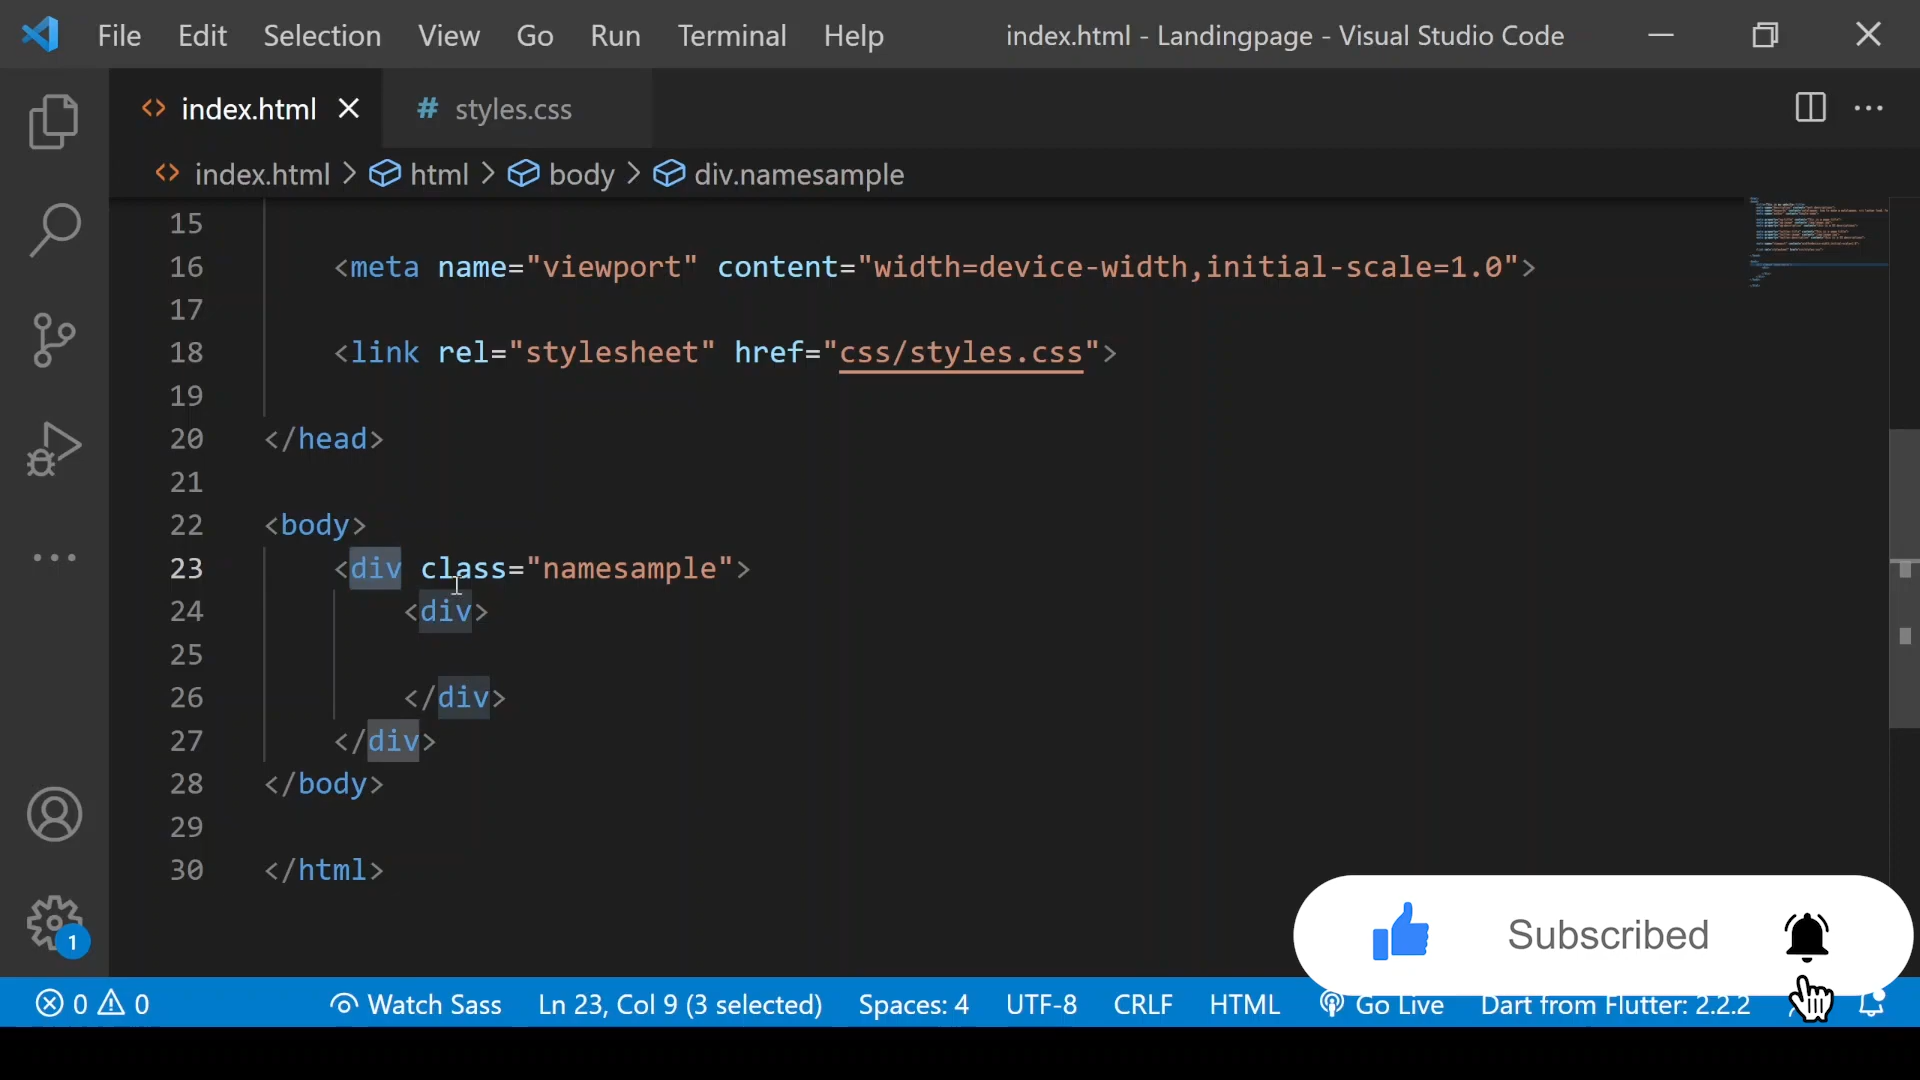 File Edit Selection View Go Run Terminal Help index.html - Landingpage - Visual Studio Code
index.html # styles.css
index.html > html > body > div.namesample
15
16 <meta name="viewport" content="width=device-width,initial-scale=1.0">
17
18 <link rel="stylesheet" href="css/styles.css">
19
20 </head>
21
22 <body>
23 <div class="namesample">
24 <div>
25
26 </div>
27 </div>
28 </body>
29
30 </html>
Subscribed
1
0 0 Watch Sass Ln 23, Col 9 (3 selected) Spaces: 4 UTF-8 CRLF HTML Go Live Dart from Flutter: 2.2.2